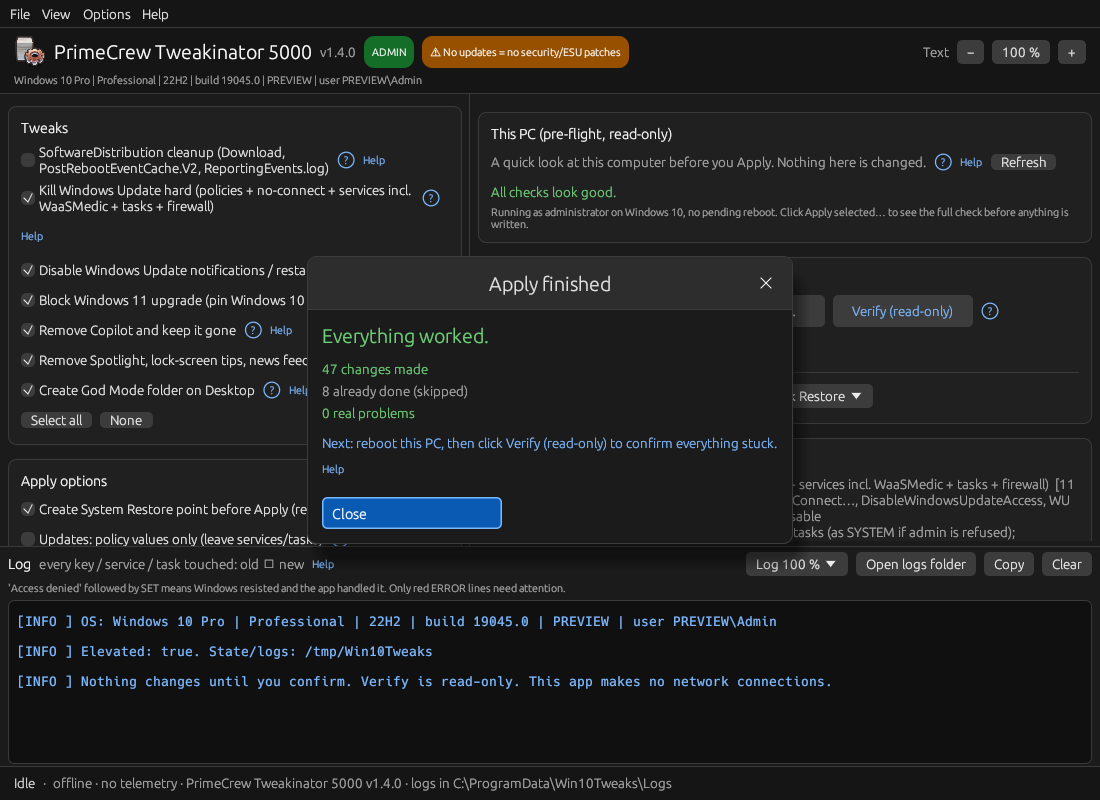 File View Options Help
PrimeCrew Tweakinator 5000 v1.4.0 ADMIN ⚠ No updates = no security/ESU patches Text − 100 % +
Windows 10 Pro | Professional | 22H2 | build 19045.0 | PREVIEW | user PREVIEW\Admin
Tweaks
SoftwareDistribution cleanup (Download,
PostRebootEventCache.V2, ReportingEvents.log) ? Help
Kill Windows Update hard (policies + no-connect + services incl.
WaaSMedic + tasks + firewall) ?
Help
Disable Windows Update notifications / resta
Block Windows 11 upgrade (pin Windows 10
Remove Copilot and keep it gone ? Help
Remove Spotlight, lock-screen tips, news feed
Create God Mode folder on Desktop ? Help
Select all None
Apply options
Create System Restore point before Apply (re
Updates: policy values only (leave services/tasks)
This PC (pre-flight, read-only)
A quick look at this computer before you Apply. Nothing here is changed. ? Help Refresh
All checks look good.
Running as administrator on Windows 10, no pending reboot. Click Apply selected... to see the full check before anything is
written.
Verify (read-only) ?
Restore
services incl. WaaSMedic + tasks + firewall) [11
Connect..., DisableWindowsUpdateAccess, WU
able
tasks (as SYSTEM if admin is refused);
Apply finished
Everything worked.
47 changes made
8 already done (skipped)
0 real problems
Next: reboot this PC, then click Verify (read-only) to confirm everything stuck.
Help
Close
Log every key / service / task touched: old □ new Help Log 100 % Open logs folder Copy Clear
'Access denied' followed by SET means Windows resisted and the app handled it. Only red ERROR lines need attention.
[INFO ] OS: Windows 10 Pro | Professional | 22H2 | build 19045.0 | PREVIEW | user PREVIEW\Admin
[INFO ] Elevated: true. State/logs: /tmp/Win10Tweaks
[INFO ] Nothing changes until you confirm. Verify is read-only. This app makes no network connections.
Idle · offline · no telemetry · PrimeCrew Tweakinator 5000 v1.4.0 · logs in C:\ProgramData\Win10Tweaks\Logs